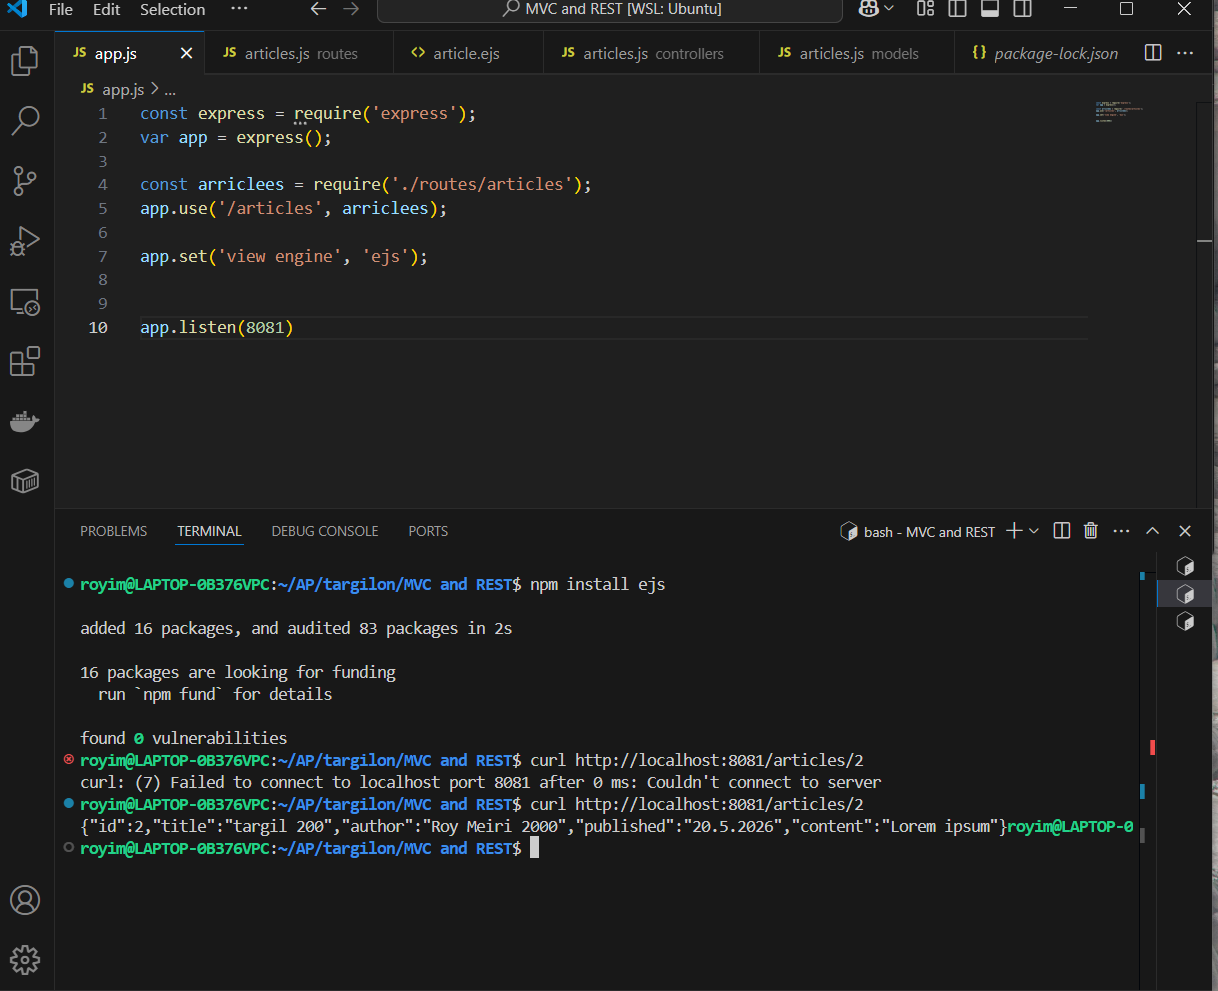 File Edit Selection ··· MVC and REST [WSL: Ubuntu]
JS app.js JS articles.js routes <> article.ejs JS articles.js controllers JS articles.js models {} package-lock.json ···
JS app.js > ...
1 const express = require('express');
2 var app = express();
3
4 const arriclees = require('./routes/articles');
5 app.use('/articles', arriclees);
6
7 app.set('view engine', 'ejs');
8
9
10 app.listen(8081)
PROBLEMS TERMINAL DEBUG CONSOLE PORTS bash - MVC and REST
royim@LAPTOP-0B376VPC:~/AP/targilon/MVC and REST$ npm install ejs
added 16 packages, and audited 83 packages in 2s
16 packages are looking for funding
run `npm fund` for details
found 0 vulnerabilities
royim@LAPTOP-0B376VPC:~/AP/targilon/MVC and REST$ curl http://localhost:8081/articles/2
curl: (7) Failed to connect to localhost port 8081 after 0 ms: Couldn't connect to server
royim@LAPTOP-0B376VPC:~/AP/targilon/MVC and REST$ curl http://localhost:8081/articles/2
{"id":2,"title":"targil 200","author":"Roy Meiri 2000","published":"20.5.2026","content":"Lorem ipsum"}royim@LAPTOP-0
royim@LAPTOP-0B376VPC:~/AP/targilon/MVC and REST$